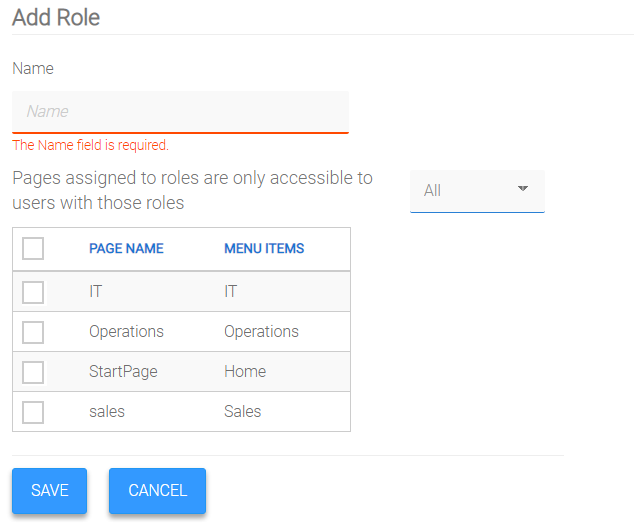 Add Role
Name
Name
The Name field is required.
Pages assigned to roles are only accessible to
users with those roles
All
PAGE NAME MENU ITEMS
IT IT
Operations Operations
StartPage Home
sales Sales
SAVE CANCEL